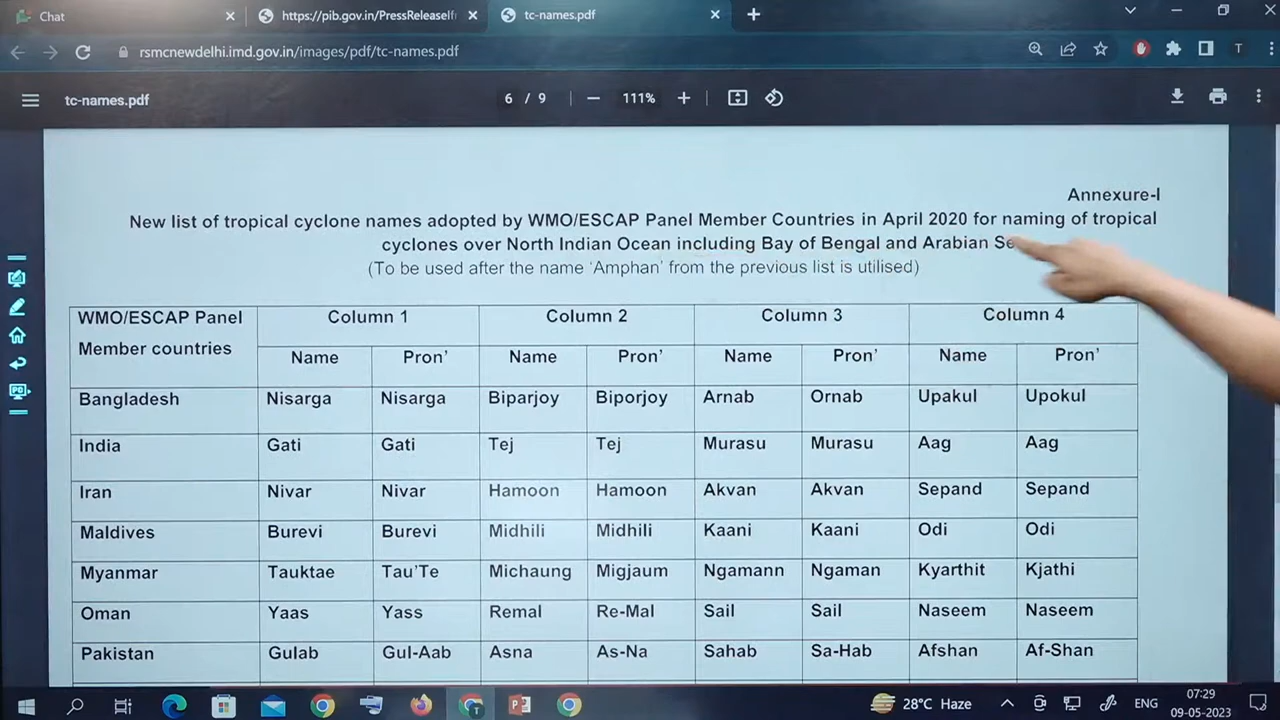 Chat
https://pib.gov.in/PressReleaseIf
tc-names.pdf
rsmcnewdelhi.imd.gov.in/images/pdf/tc-names.pdf
T
tc-names.pdf
6 / 9
111%
Annexure-I
New list of tropical cyclone names adopted by WMO/ESCAP Panel Member Countries in April 2020 for naming of tropical
cyclones over North Indian Ocean including Bay of Bengal and Arabian
(To be used after the name ‘Amphan’ from the previous list is utilised)
WMO/ESCAP Panel Member countries Column 1 Column 2 Column 3 Column 4
Name Pron’ Name Pron’ Name Pron’ Name Pron’
Bangladesh Nisarga Nisarga Biparjoy Biporjoy Arnab Ornab Upakul Upokul
India Gati Gati Tej Tej Murasu Murasu Aag Aag
Iran Nivar Nivar Hamoon Hamoon Akvan Akvan Sepand Sepand
Maldives Burevi Burevi Midhili Midhili Kaani Kaani Odi Odi
Myanmar Tauktae Tau’Te Michaung Migjaum Ngamann Ngaman Kyarthit Kjathi
Oman Yaas Yass Remal Re-Mal Sail Sail Naseem Naseem
Pakistan Gulab Gul-Aab Asna As-Na Sahab Sa-Hab Afshan Af-Shan
28°C Haze
ENG
07:29
09-05-2023